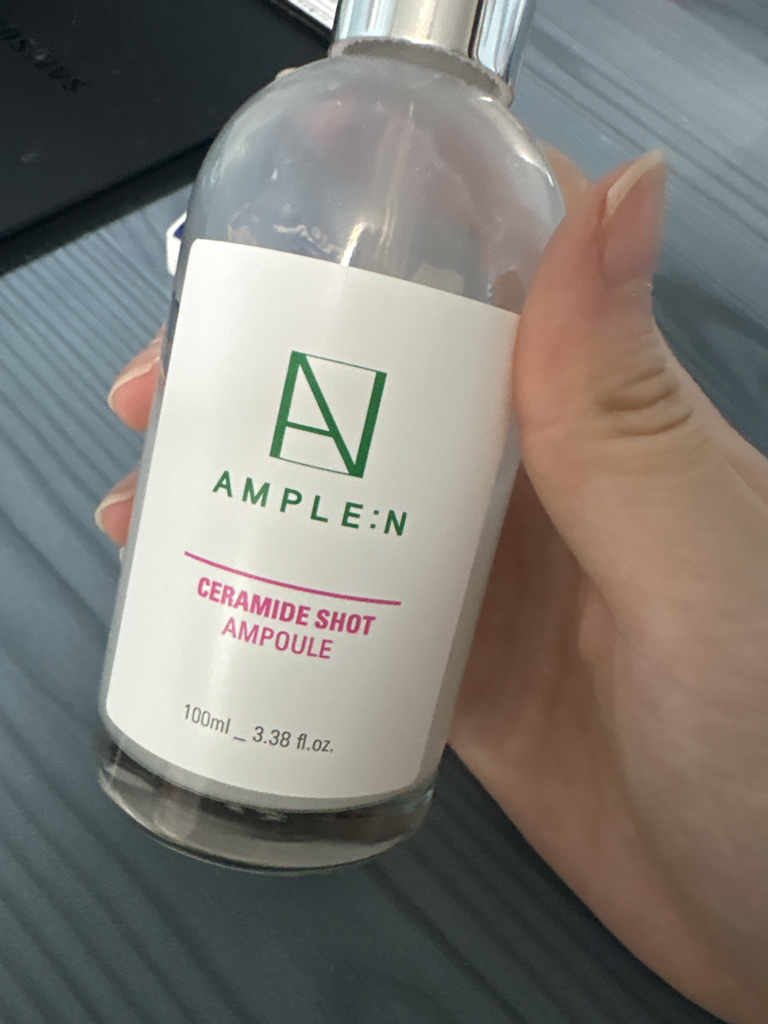 AMPLE:N
CERAMIDE SHOT
AMPOULE
100ml _ 3.38 fl.oz.